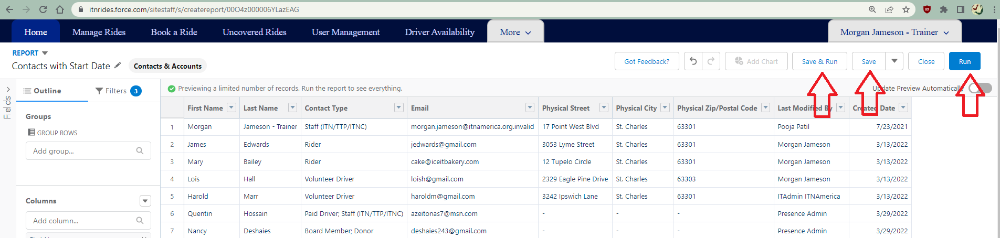 itnrides.force.com/sitestaff/s/createreport/00O4z000006YLazEAG
Home Manage Rides Book a Ride Uncovered Rides User Management Driver Availability More Morgan Jameson - Trainer
REPORT
Contacts with Start Date Contacts & Accounts Got Feedback? Add Chart Save & Run Save Close Run
Fields
Outline Filters 3
Previewing a limited number of records. Run the report to see everything. Update Preview Automatically
Groups
GROUP ROWS
Add group...
Columns
Add column...
First Name Last Name Contact Type Email Physical Street Physical City Physical Zip/Postal Code Last Modified By Created Date
1 Morgan Jameson - Trainer Staff (ITN/TTP/ITNC) morgan.jameson@itnamerica.org.invalid 17 Point West Blvd St. Charles 63301 Pooja Patil 7/23/2021
2 James Edwards Rider jedwards@gmail.com 3053 Lyme Street St. Charles 63301 Morgan Jameson 3/13/2022
3 Mary Bailey Rider cake@iceitbakery.com 12 Tupelo Circle St. Charles 63301 Morgan Jameson 3/13/2022
4 Lois Hall Volunteer Driver loish@gmail.com 2329 Eagle Pine Drive St. Charles 63303 Morgan Jameson 3/13/2022
5 Harold Marr Volunteer Driver haroldm@gmail.com 3242 Ipswich Lane St. Charles 63301 ITAdmin ITNAmerica 3/13/2022
6 Quentin Hossain Paid Driver; Staff (ITN/TTP/ITNC) azeitonas7@msn.com - - - Presence Admin 3/29/2022
7 Nancy Deshaies Board Member; Donor deshaies243@gmail.com - - - Presence Admin 3/29/2022